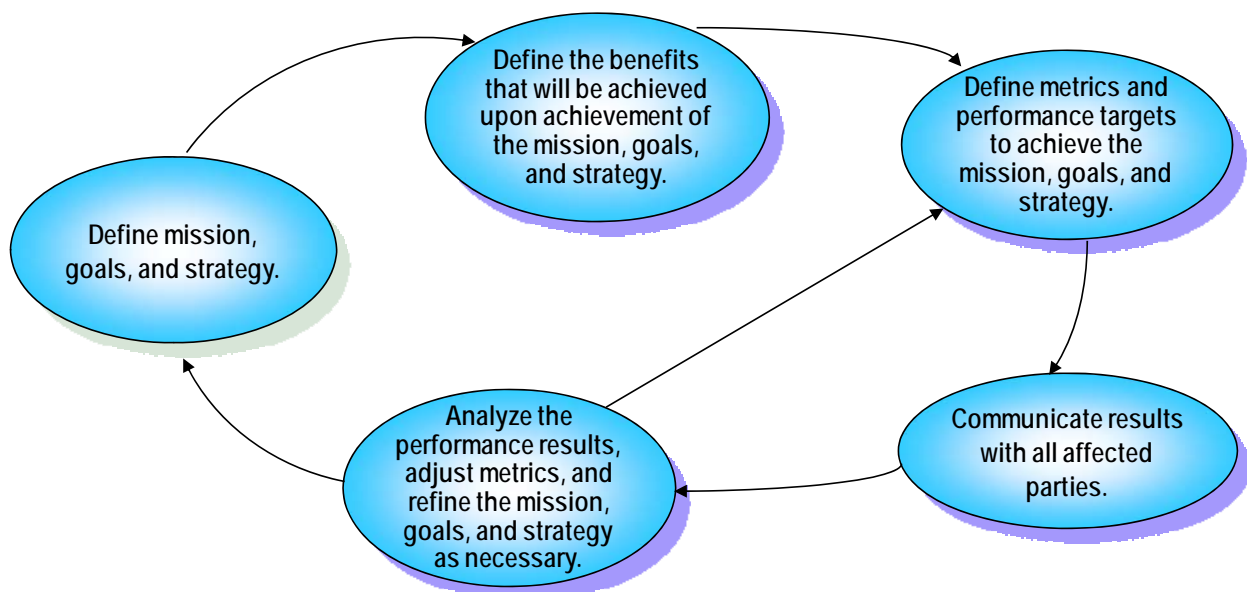 Define the benefits
that will be achieved
upon achievement of
the mission, goals,
and strategy.
Define metrics and
performance targets
to achieve the
mission, goals, and
strategy.
Define mission,
goals, and strategy.
Analyze the
performance results,
adjust metrics, and
refine the mission,
goals, and strategy
as necessary.
Communicate results
with all affected
parties.